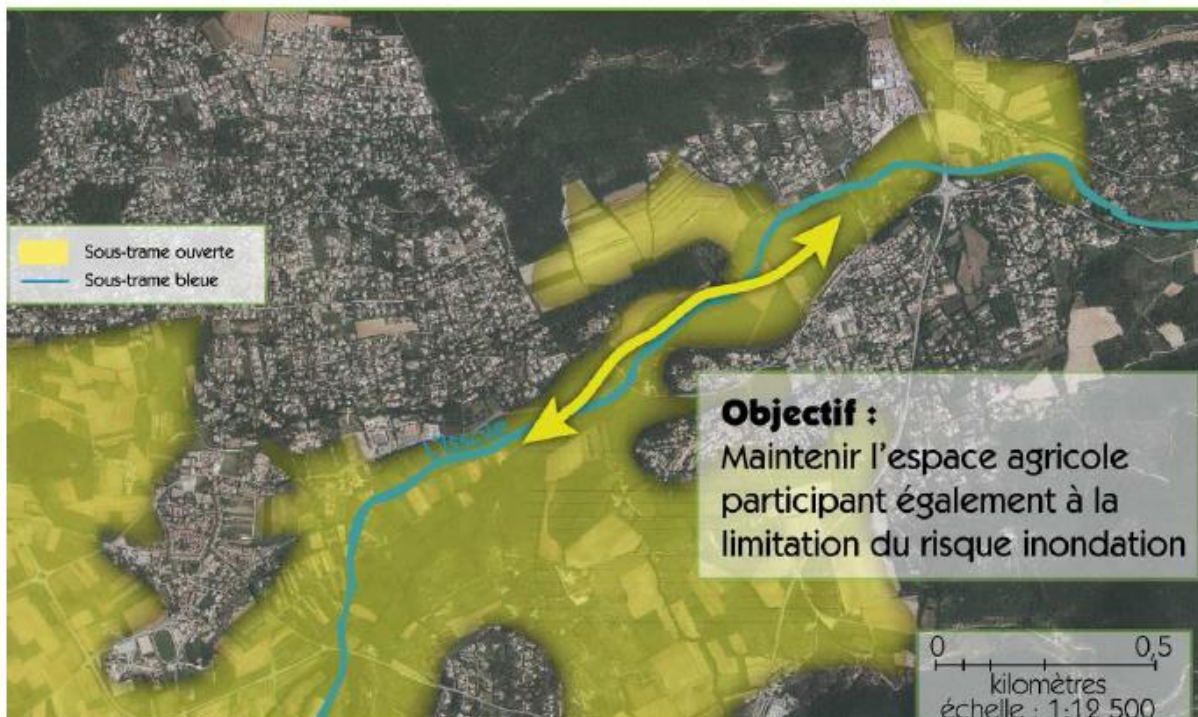 Sous-trame ouverte
Sous-trame bleue
Objectif :
Maintenir l'espace agricole
participant également à la
limitation du risque inondation
0 0,5
kilomètres
échelle : 1:12 500